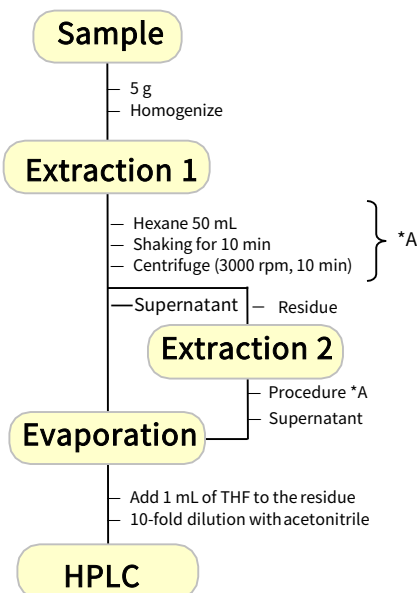 Sample
5 g
Homogenize
Extraction 1
Hexane 50 mL
Shaking for 10 min
Centrifuge (3000 rpm, 10 min)
*A
Supernatant
Residue
Extraction 2
Procedure *A
Supernatant
Evaporation
Add 1 mL of THF to the residue
10-fold dilution with acetonitrile
HPLC